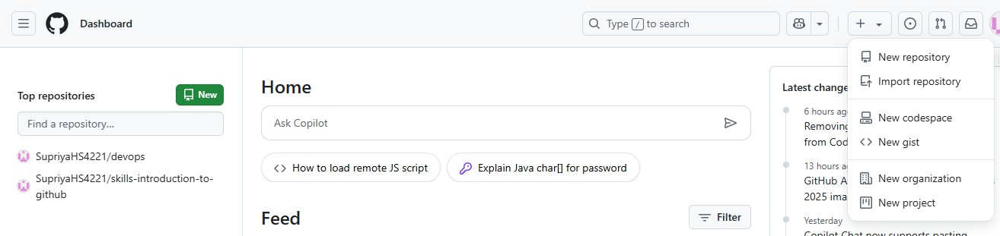 Dashboard
Type / to search
New repository
Import repository
New codespace
New gist
New organization
New project
Top repositories
New
Find a repository...
SupriyaHS4221/devops
SupriyaHS4221/skills-introduction-to-
github
Home
Ask Copilot
How to load remote JS script
Explain Java char[] for password
Feed
Filter
Latest change
6 hours
Removing
from
13 hours
GitHub
2025
Yesterday
Copilot Chat now supports pasting